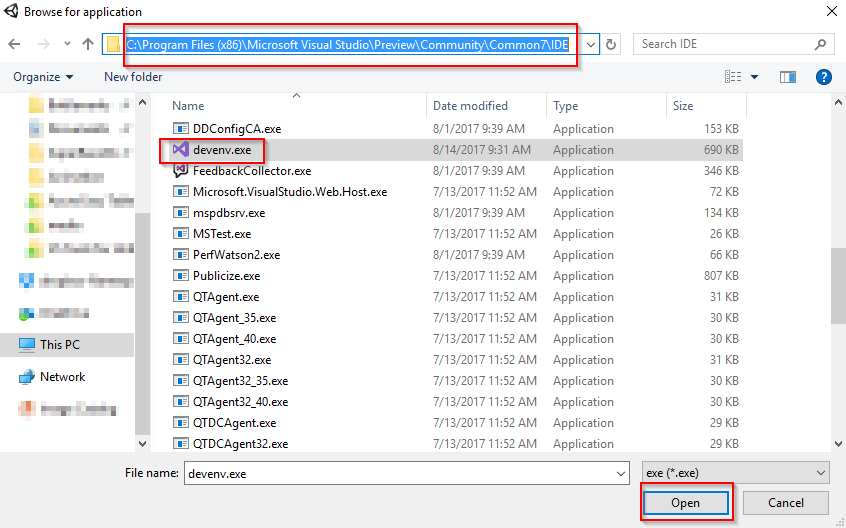 Browse for application
C:\Program Files (x86)\Microsoft Visual Studio\Preview\Community\Common7\IDE
Search IDE
Organize
New folder
Name Date modified Type Size
DDConfigCA.exe 8/1/2017 9:39 AM Application 153 KB
devenv.exe 8/14/2017 9:31 AM Application 690 KB
FeedbackCollector.exe 8/1/2017 9:39 AM Application 346 KB
Microsoft.VisualStudio.Web.Host.exe 7/13/2017 11:52 AM Application 72 KB
mspdbsrv.exe 8/1/2017 9:39 AM Application 134 KB
MSTest.exe 7/13/2017 11:52 AM Application 26 KB
PerfWatson2.exe 8/1/2017 9:39 AM Application 66 KB
Publicize.exe 7/13/2017 11:52 AM Application 807 KB
QTAgent.exe 7/13/2017 11:52 AM Application 31 KB
QTAgent_35.exe 7/13/2017 11:52 AM Application 30 KB
QTAgent_40.exe 7/13/2017 11:52 AM Application 30 KB
QTAgent32.exe 7/13/2017 11:52 AM Application 31 KB
QTAgent32_35.exe 7/13/2017 11:52 AM Application 30 KB
QTAgent32_40.exe 7/13/2017 11:52 AM Application 30 KB
QTDCAgent.exe 7/13/2017 11:52 AM Application 29 KB
QTDCAgent32.exe 7/13/2017 11:52 AM Application 29 KB
This PC
Network
File name: devenv.exe
exe (*.exe)
Open
Cancel